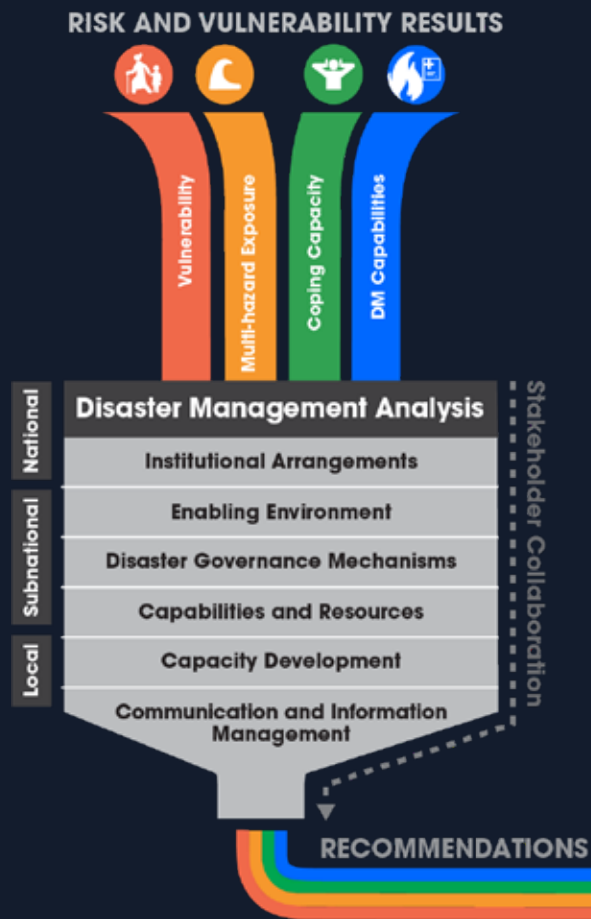 RISK AND VULNERABILITY RESULTS
Vulnerability
Multi-hazard Exposure
Coping Capacity
DM Capabilities
National
Subnational
Local
Disaster Management Analysis
Institutional Arrangements
Enabling Environment
Disaster Governance Mechanisms
Capabilities and Resources
Capacity Development
Communication and Information
Management
Stakeholder Collaboration
RECOMMENDATIONS